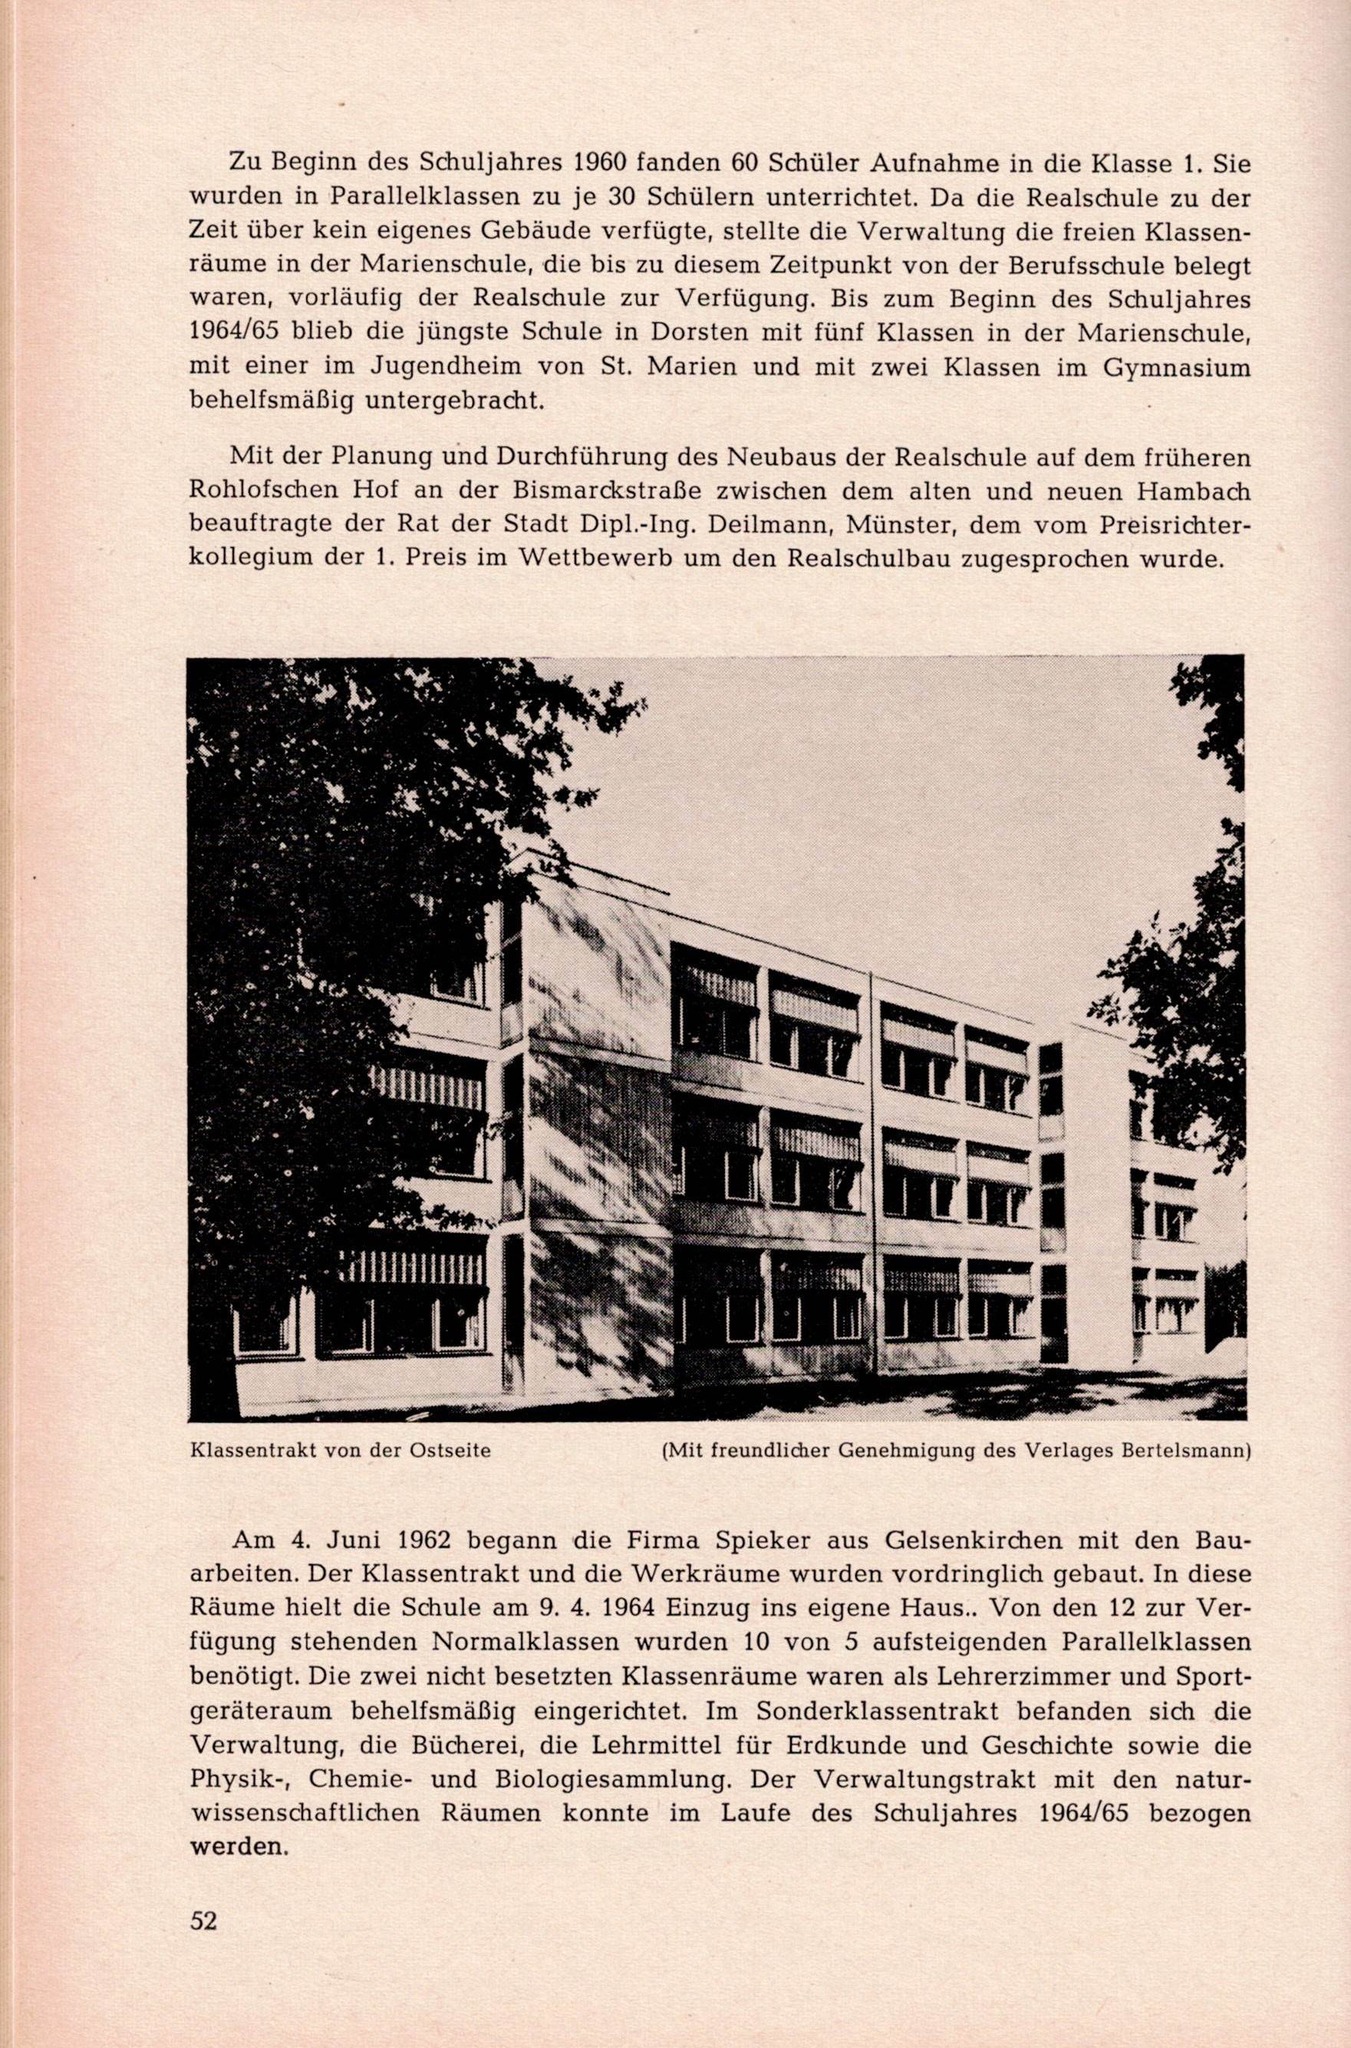 Zu Beginn des Schuljahres 1960 fanden 60 Schüler Aufnahme in die Klasse 1. Sie
wurden in Parallelklassen zu je 30 Schülern unterrichtet. Da die Realschule zu der
Zeit über kein eigenes Gebäude verfügte, stellte die Verwaltung die freien Klassen-
räume in der Marienschule, die bis zu diesem Zeitpunkt von der Berufsschule belegt
waren, vorläufig der Realschule zur Verfügung. Bis zum Beginn des Schuljahres
1964/65 blieb die jüngste Schule in Dorsten mit fünf Klassen in der Marienschule,
mit einer im Jugendheim von St. Marien und mit zwei Klassen im Gymnasium
behelfsmäßig untergebracht.
Mit der Planung und Durchführung des Neubaus der Realschule auf dem früheren
Rohlofschen Hof an der Bismarckstraße zwischen dem alten und neuen Hambach
beauftragte der Rat der Stadt Dipl.-Ing. Deilmann, Münster, dem vom Preisrichter-
kollegium der 1. Preis im Wettbewerb um den Realschulbau zugesprochen wurde.
Klassentrakt von der Ostseite (Mit freundlicher Genehmigung des Verlages Bertelsmann)
Am 4. Juni 1962 begann die Firma Spieker aus Gelsenkirchen mit den Bau-
arbeiten. Der Klassentrakt und die Werkräume wurden vordringlich gebaut. In diese
Räume hielt die Schule am 9. 4. 1964 Einzug ins eigene Haus.. Von den 12 zur Ver-
fügung stehenden Normalklassen wurden 10 von 5 aufsteigenden Parallelklassen
benötigt. Die zwei nicht besetzten Klassenräume waren als Lehrerzimmer und Sport-
geräteraum behelfsmäßig eingerichtet. Im Sonderklassentrakt befanden sich die
Verwaltung, die Bücherei, die Lehrmittel für Erdkunde und Geschichte sowie die
Physik-, Chemie- und Biologiesammlung. Der Verwaltungstrakt mit den natur-
wissenschaftlichen Räumen konnte im Laufe des Schuljahres 1964/65 bezogen
werden.
52